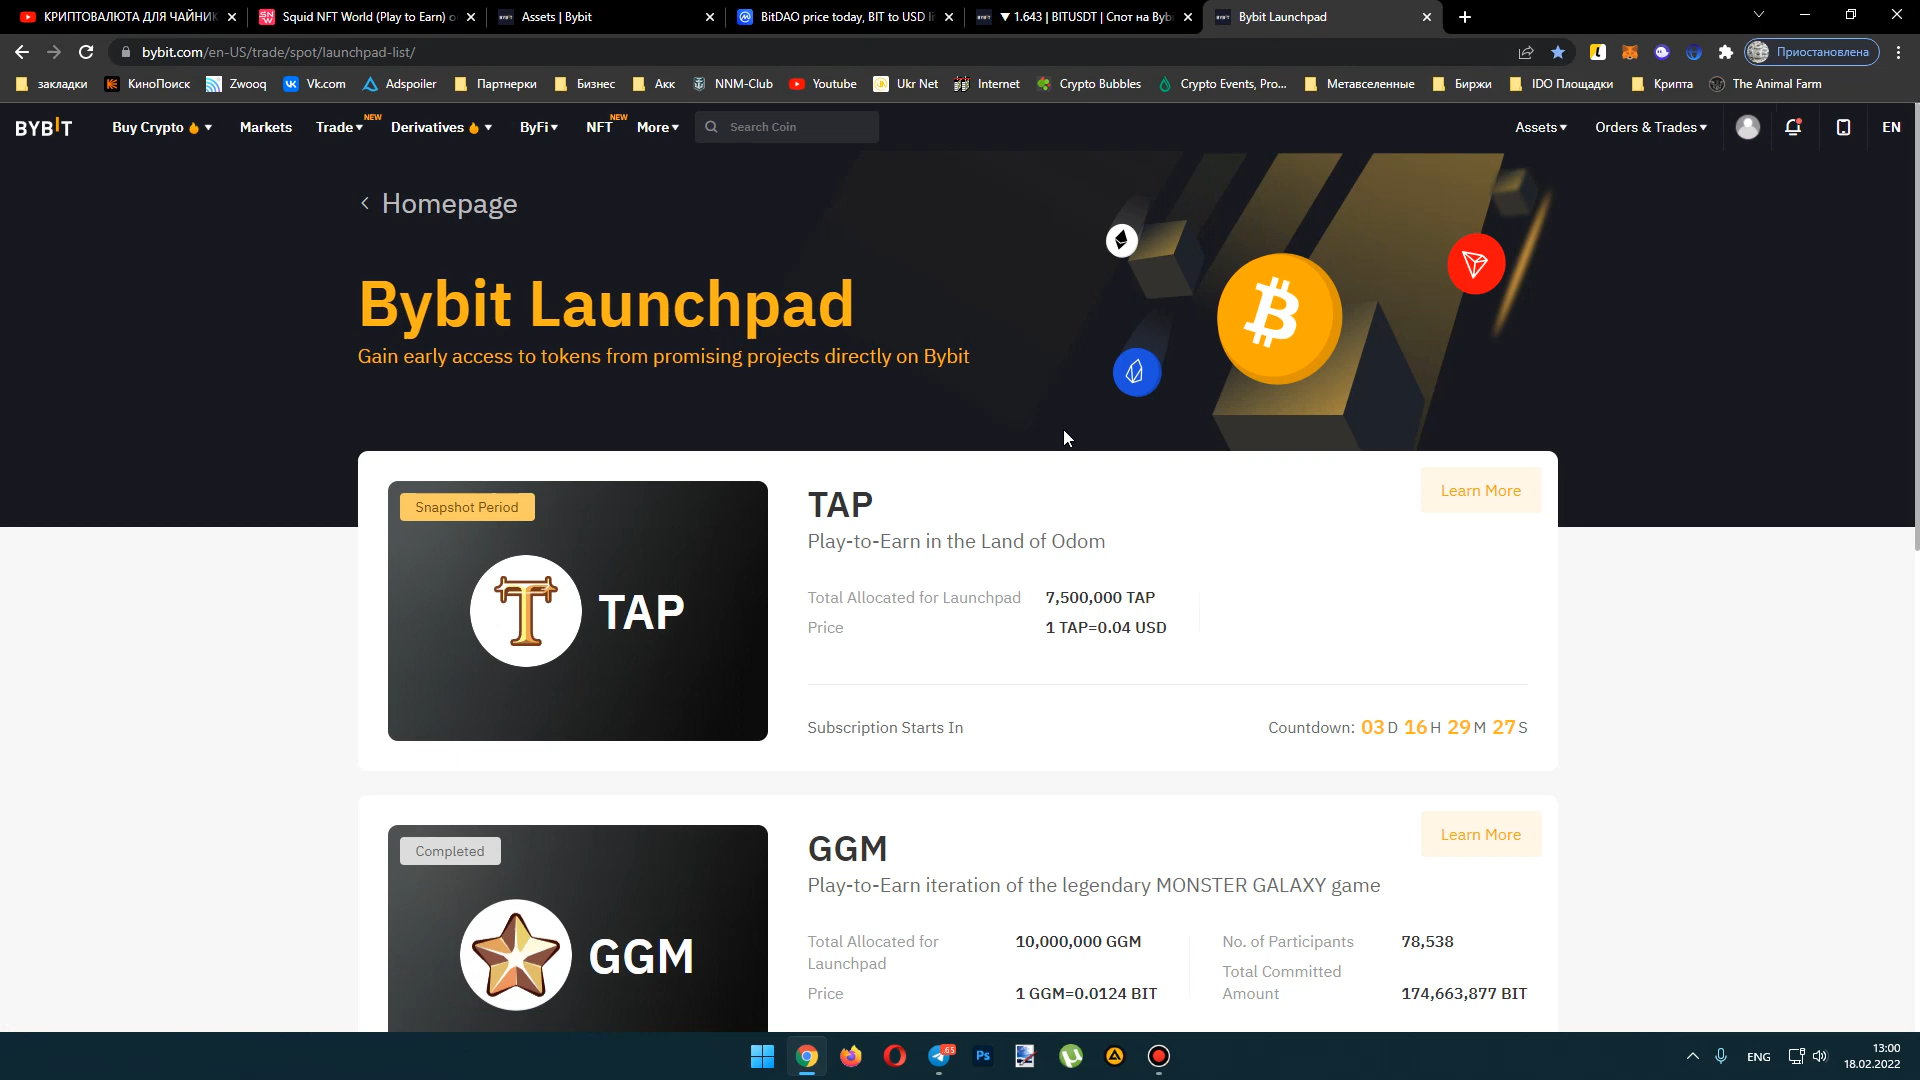 КРИПТОВАЛЮТА ДЛЯ ЧАЙНИК
Squid NFT World (Play to Earn) о
Assets | Bybit
BitDAO price today, BIT to USD li
▼ 1.643 | BITUSDT | Спот на Byb
Bybit Launchpad
bybit.com/en-US/trade/spot/launchpad-list/
Приостановлена
закладки
КиноПоиск
Zwooq
Vk.com
Adspoiler
Партнерки
Бизнес
Акк
NNM-Club
Youtube
Ukr Net
Internet
Crypto Bubbles
Crypto Events, Pro...
Метавселенные
Биржи
IDO Площадки
Крипта
The Animal Farm
BYBIT
Buy Crypto
Markets
Trade
NEW
Derivatives
ByFi
NFT
NEW
More
Search Coin
Assets
Orders & Trades
EN
Homepage
Bybit Launchpad
Gain early access to tokens from promising projects directly on Bybit
Snapshot Period
TAP
TAP
Learn More
Play-to-Earn in the Land of Odom
Total Allocated for Launchpad 7,500,000 TAP
Price 1 TAP=0.04 USD
Subscription Starts In Countdown: 03 D 16 H 29 M 27 S
Completed
GGM
GGM
Learn More
Play-to-Earn iteration of the legendary MONSTER GALAXY game
Total Allocated for Launchpad 10,000,000 GGM
Price 1 GGM=0.0124 BIT
No. of Participants 78,538
Total Committed Amount 174,663,877 BIT
65
Ps
ENG
13:00
18.02.2022